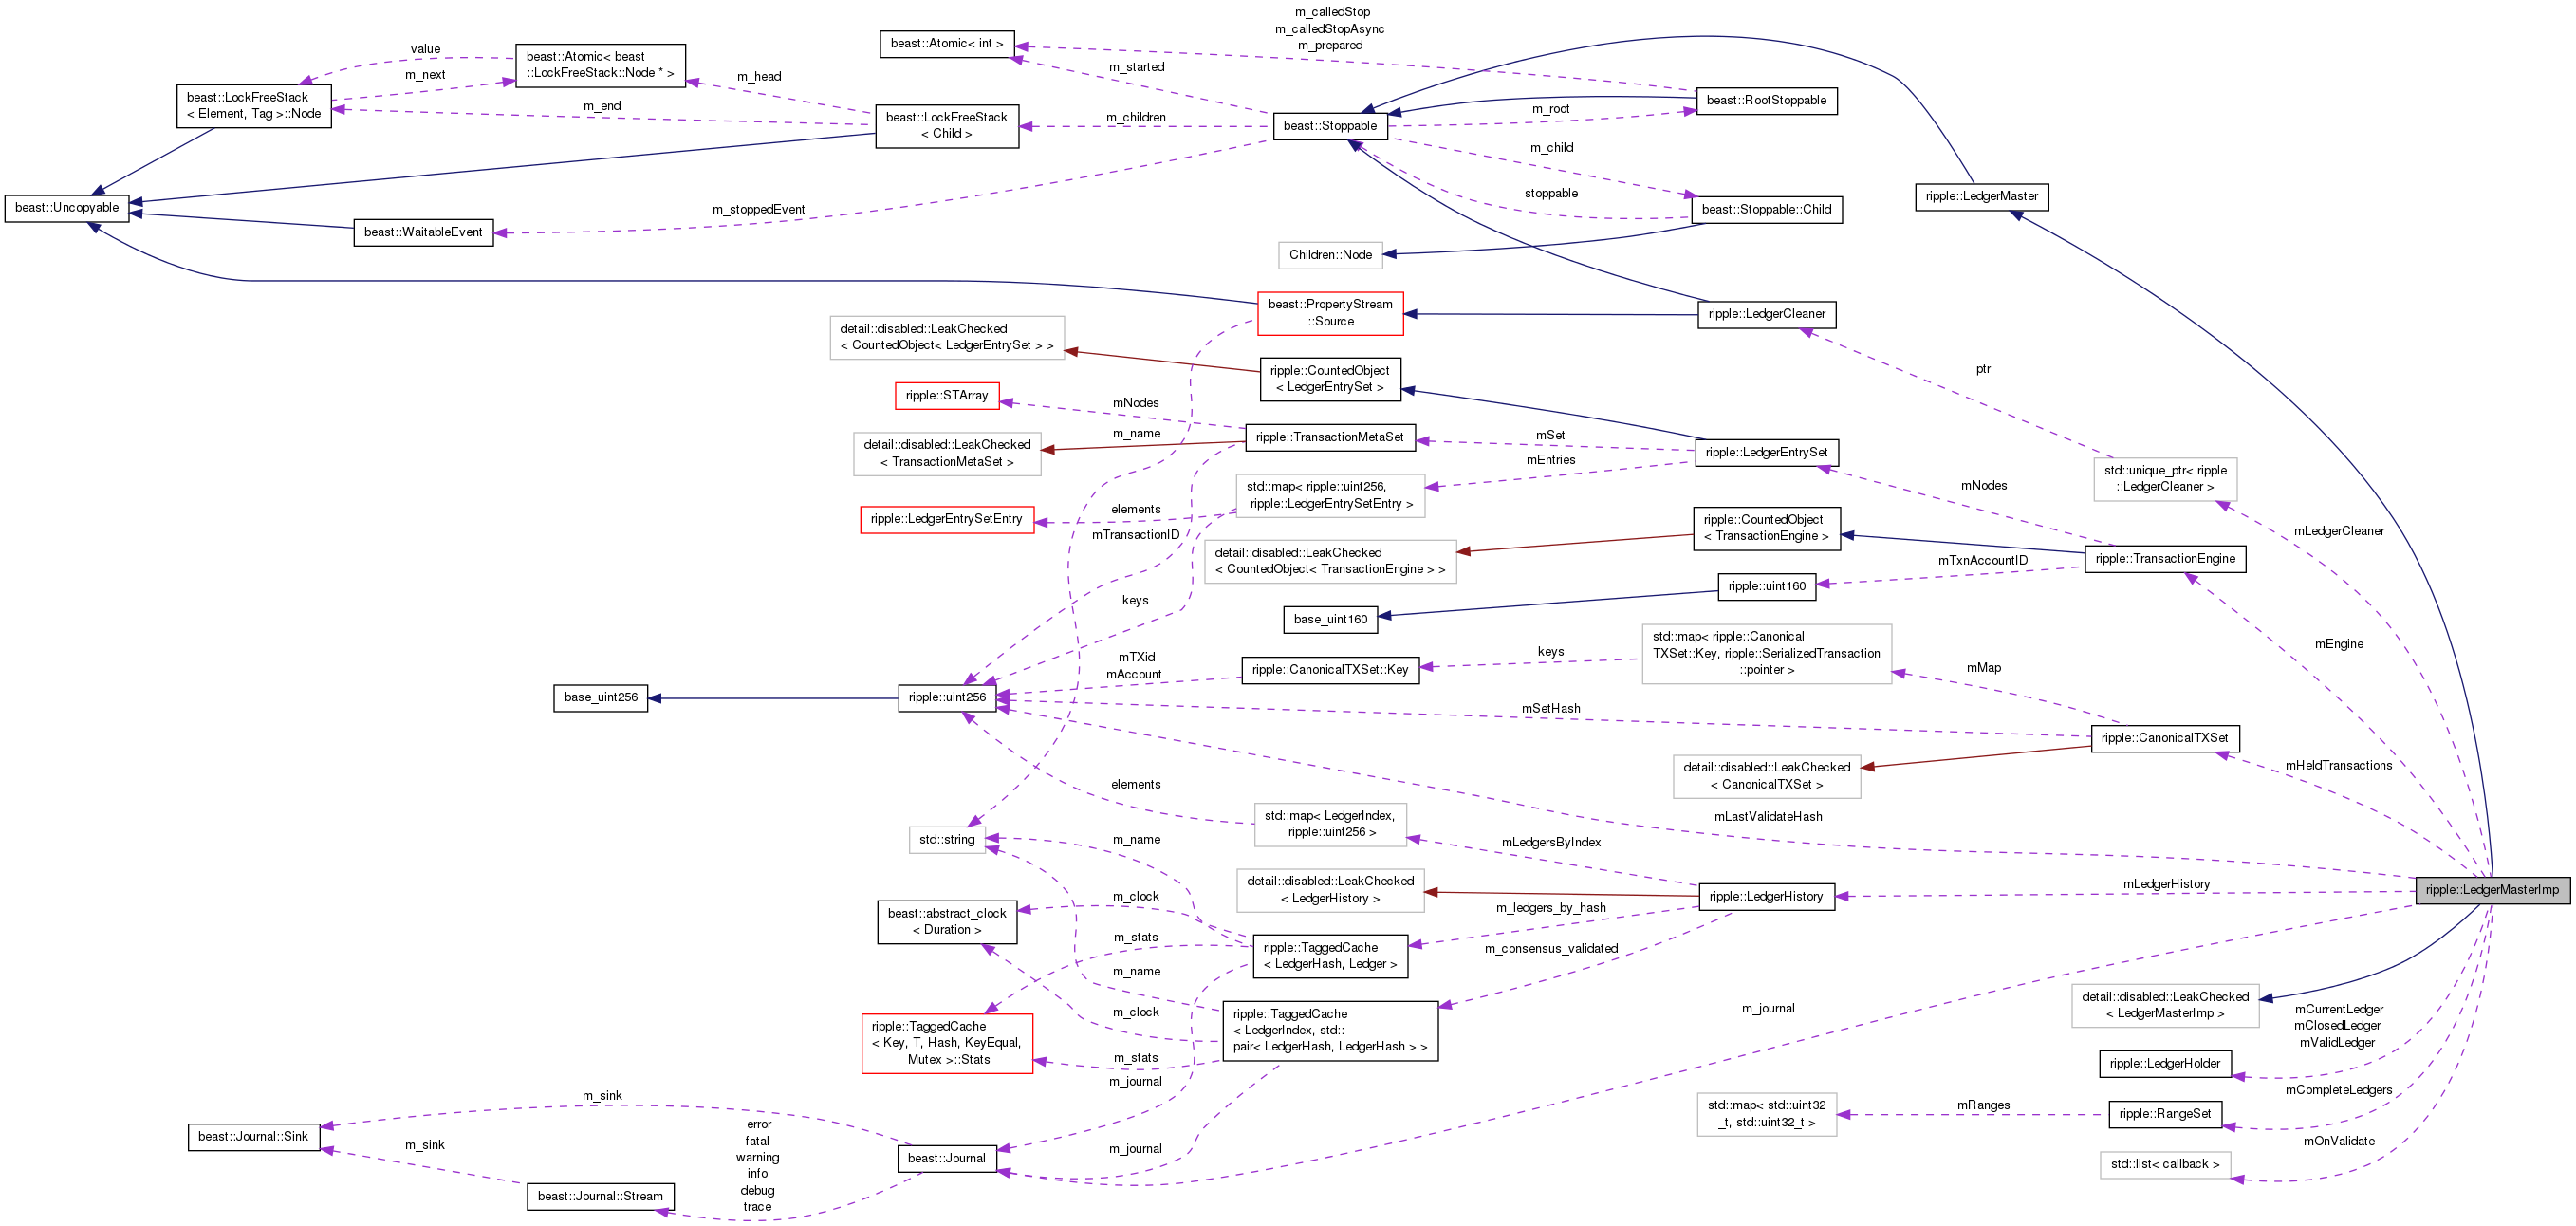 m_calledStop
m_calledStopAsync
m_prepared
beast::Atomic< int >
value
beast::Atomic< beast
::LockFreeStack::Node * >
m_next
m_head
m_started
beast::LockFreeStack
< Element, Tag >::Node
m_end
beast::LockFreeStack
< Child >
m_children
beast::Stoppable
m_root
beast::RootStoppable
m_child
stoppable
beast::Stoppable::Child
ripple::LedgerMaster
beast::Uncopyable
m_stoppedEvent
beast::WaitableEvent
Children::Node
beast::PropertyStream
::Source
ripple::LedgerCleaner
detail::disabled::LeakChecked
< CountedObject< LedgerEntrySet > >
ripple::CountedObject
< LedgerEntrySet >
ptr
ripple::STArray
mNodes
m_name
detail::disabled::LeakChecked
< TransactionMetaSet >
ripple::TransactionMetaSet
mSet
mEntries
ripple::LedgerEntrySet
std::unique_ptr< ripple
::LedgerCleaner >
mNodes
std::map< ripple::uint256,
ripple::LedgerEntrySetEntry >
ripple::LedgerEntrySetEntry
elements
mTransactionID
ripple::CountedObject
< TransactionEngine >
mLedgerCleaner
detail::disabled::LeakChecked
< CountedObject< TransactionEngine > >
mTxnAccountID
ripple::TransactionEngine
keys
ripple::uint160
base_uint160
std::map< ripple::Canonical
TXSet::Key, ripple::SerializedTransaction
::pointer >
keys
mEngine
mMap
mTXid
mAccount
ripple::CanonicalTXSet::Key
base_uint256
ripple::uint256
mSetHash
ripple::CanonicalTXSet
detail::disabled::LeakChecked
< CanonicalTXSet >
mHeldTransactions
elements
std::map< LedgerIndex,
ripple::uint256 >
mLastValidateHash
std::string
m_name
mLedgersByIndex
detail::disabled::LeakChecked
< LedgerHistory >
ripple::LedgerHistory
mLedgerHistory
ripple::LedgerMasterImp
beast::abstract_clock
< Duration >
m_clock
m_ledgers_by_hash
m_stats
ripple::TaggedCache
< LedgerHash, Ledger >
m_consensus_validated
m_name
m_clock
ripple::TaggedCache
< Key, T, Hash, KeyEqual,
Mutex >::Stats
m_stats
ripple::TaggedCache
< LedgerIndex, std::
pair< LedgerHash, LedgerHash > >
m_journal
detail::disabled::LeakChecked
< LedgerMasterImp >
mCurrentLedger
mClosedLedger
mValidLedger
ripple::LedgerHolder
m_journal
mCompleteLedgers
m_sink
std::map< std::uint32
_t, std::uint32_t >
mRanges
ripple::RangeSet
beast::Journal::Sink
m_sink
error
fatal
warning
info
debug
trace
beast::Journal
m_journal
mOnValidate
std::list< callback >
beast::Journal::Stream